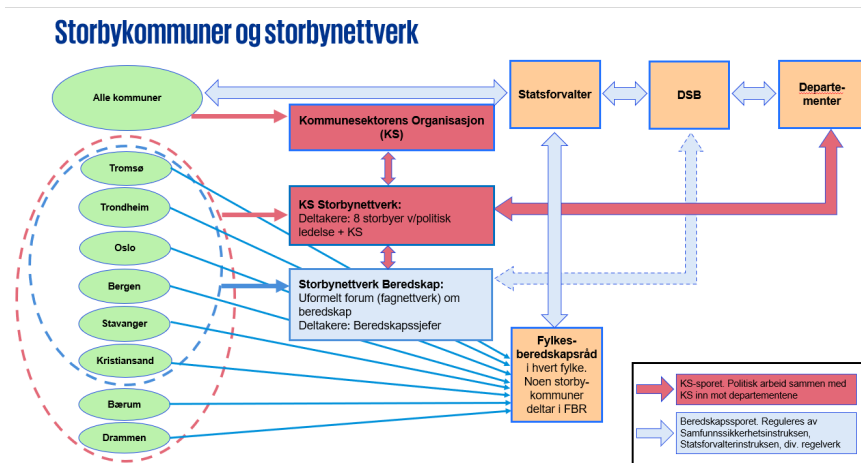 Storbykommuner og storbynettverk
Alle kommuner
Statsforvalter
DSB
Departe-
menter
Kommunesektorens Organisasjon
(KS)
Tromsø
Trondheim
Oslo
Bergen
Stavanger
Kristiansand
Bærum
Drammen
KS Storbynettverk:
Deltakere: 8 storbyer v/politisk
ledelse + KS
Storbynettverk Beredskap:
Uformelt forum (fagnettverk) om
beredskap
Deltakere: Beredskapssjefer
Fylkes-
beredskapsråd
i hvert fylke.
Noen storby-
kommuner
deltar i FBR
KS-sporet. Politisk arbeid sammen med
KS inn mot departementene
Beredskapssporet. Reguleres av
Samfunnssikkerhetsinstruksen,
Statsforvalterinstruksen, div. regelverk